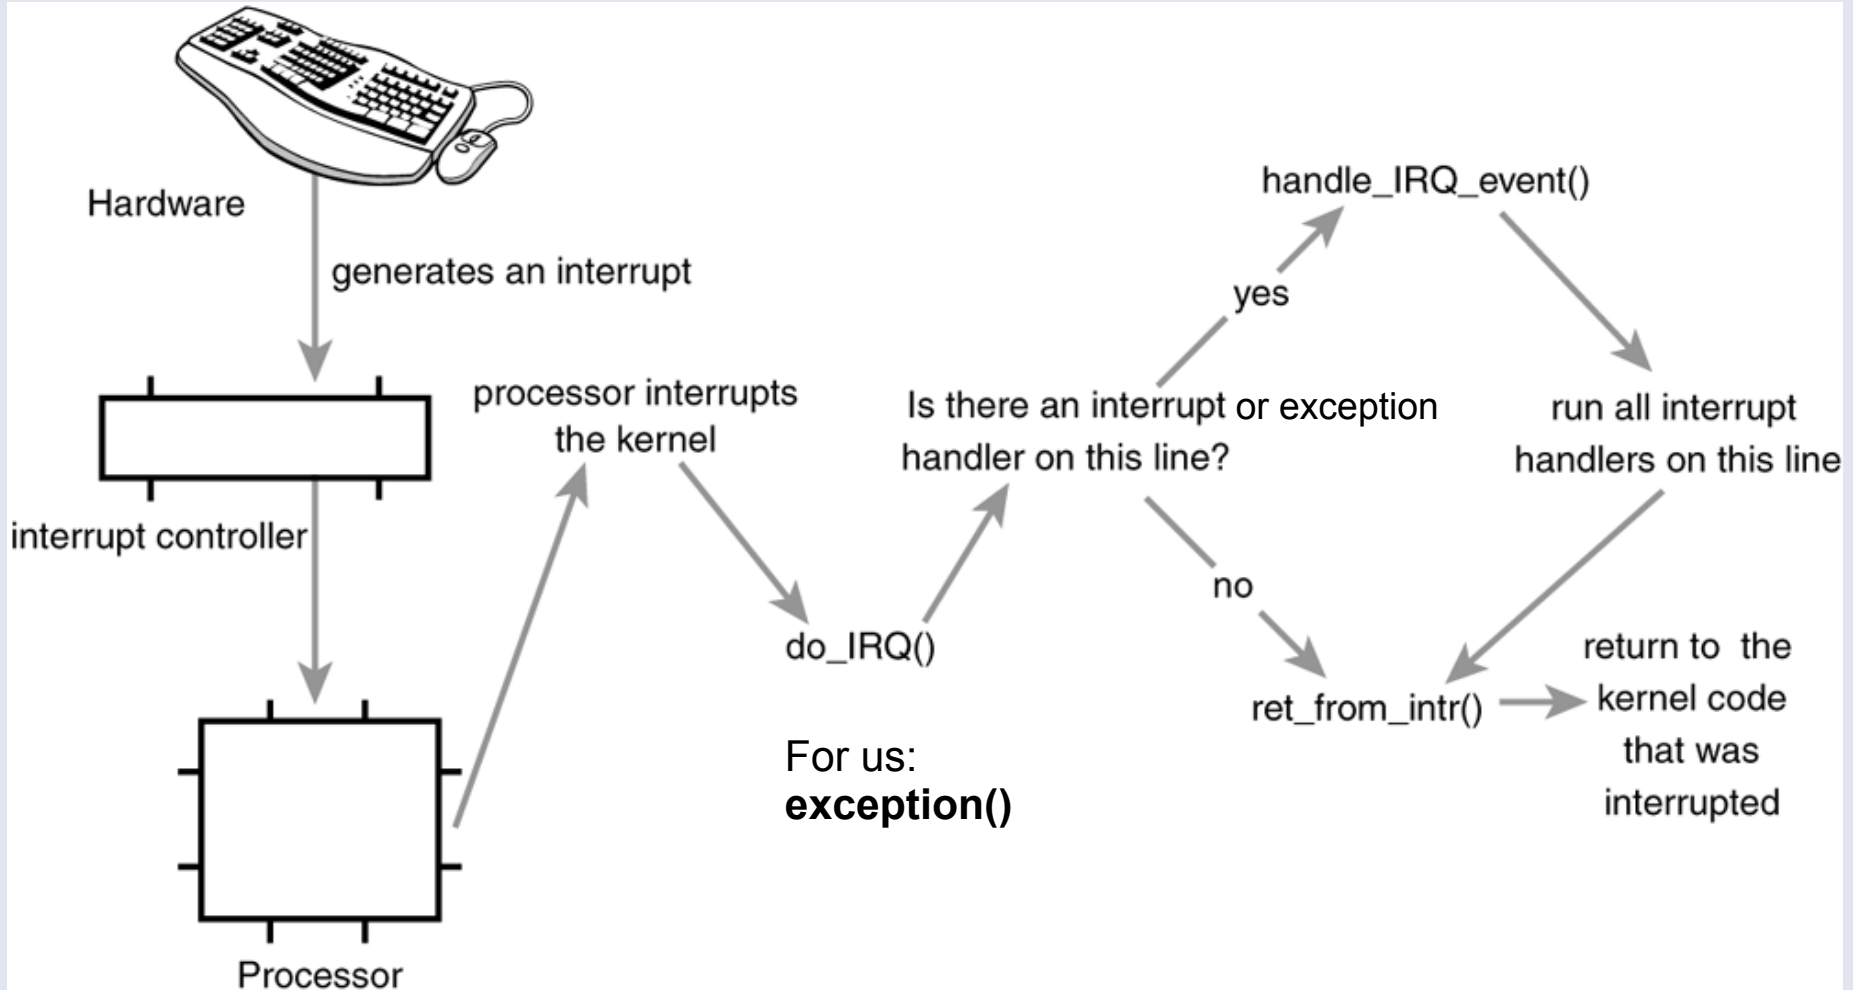 Hardware
generates an interrupt
interrupt controller
Processor
processor interrupts
the kernel
do_IRQ()
For us:
exception()
Is there an interrupt or exception
handler on this line?
yes
handle_IRQ_event()
run all interrupt
handlers on this line
no
ret_from_intr()
return to the
kernel code
that was
interrupted